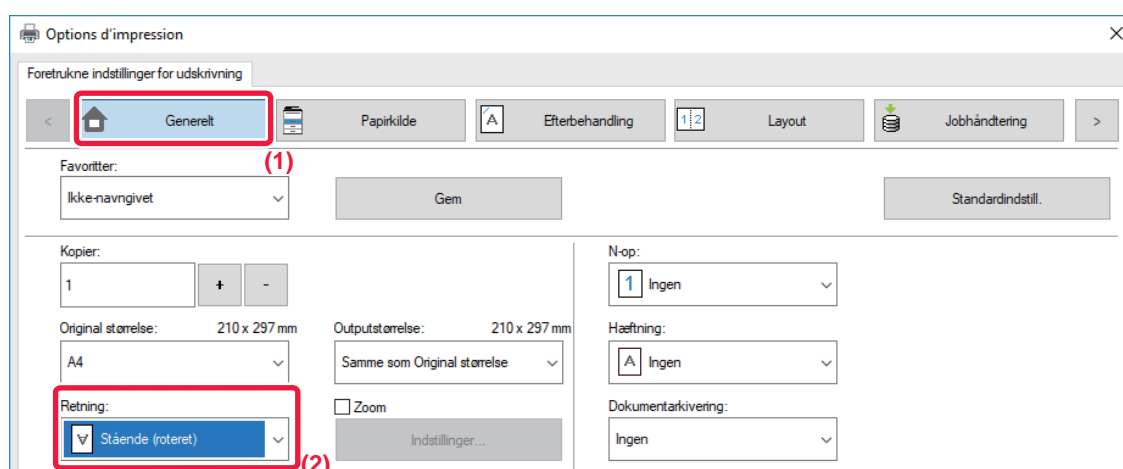 Options d'impression
Foretrukne indstillinger for udskrivning
< Generelt Papirkilde A Efterbehandling 1 2 Layout Jobhåndtering >
(1)
Favoritter:
Ikke-navngivet Gem Standardindstill.
Kopier: N-op:
1 + - 1 Ingen
Original størrelse: 210 x 297 mm Outputstørrelse: 210 x 297 mm Hæftning:
A4 Samme som Original størrelse A Ingen
Retning: Zoom Dokumentarkivering:
A Stående (roteret) Indstillinger... Ingen
(2)